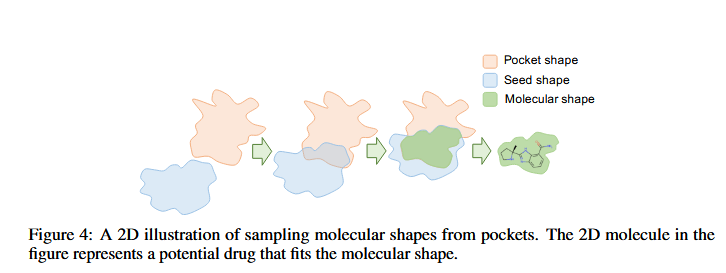 Pocket shape
Seed shape
Molecular shape
Figure 4: A 2D illustration of sampling molecular shapes from pockets. The 2D molecule in the
figure represents a potential drug that fits the molecular shape.